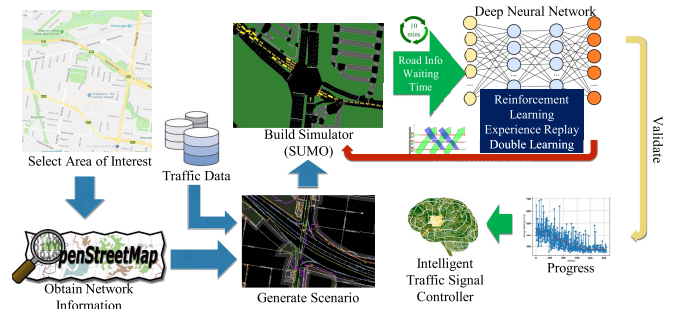 Select Area of Interest
OpenStreetMap
Obtain Network
Information
Traffic Data
Generate Scenario
Build Simulator
(SUMO)
10
mins
Road Info
Waiting
Time
Deep Neural Network
...
...
...
...
Reinforcement
Learning
Experience Replay
Double Learning
Validate
Progress
Intelligent
Traffic Signal
Controller